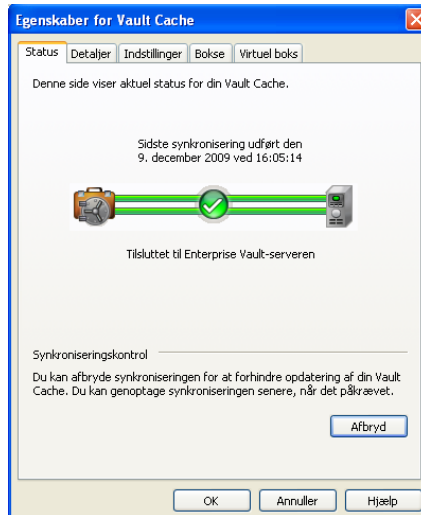 Egenskaber for Vault Cache
Status Detaljer Indstillinger Bokse Virtuel boks
Denne side viser aktuel status for din Vault Cache.
Sidste synkronisering udført den
9. december 2009 ved 16:05:14
Tilsluttet til Enterprise Vault-serveren
Synkroniseringskontrol
Du kan afbryde synkroniseringen for at forhindre opdatering af din Vault
Cache. Du kan genoptage synkroniseringen senere, når det påkrævet.
Afbryd
OK Annuller Hjælp